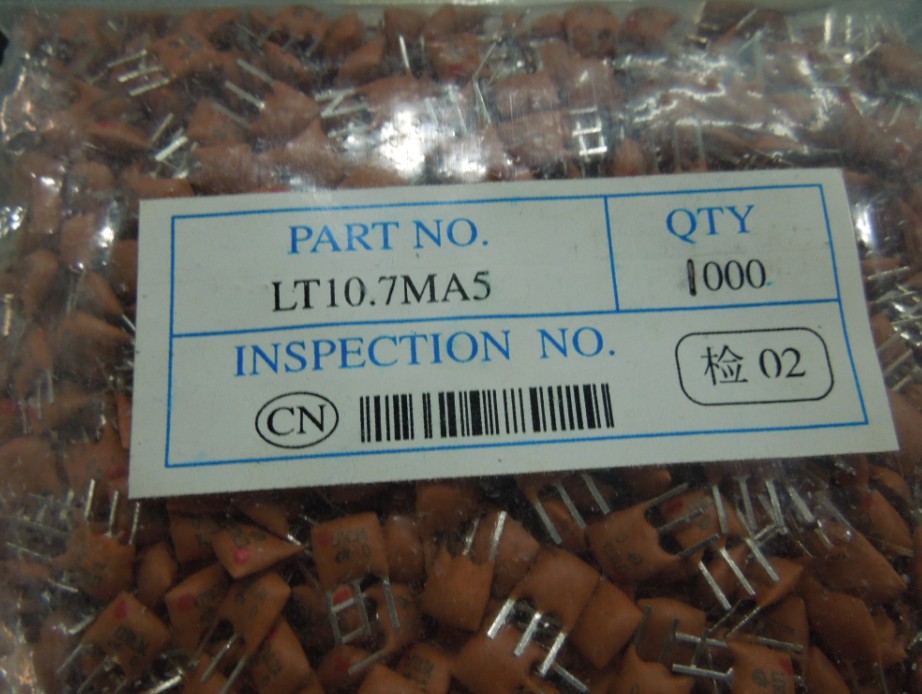 PART NO.
QTY
LT10.7MA5
1000
INSPECTION NO.
CN
检 02